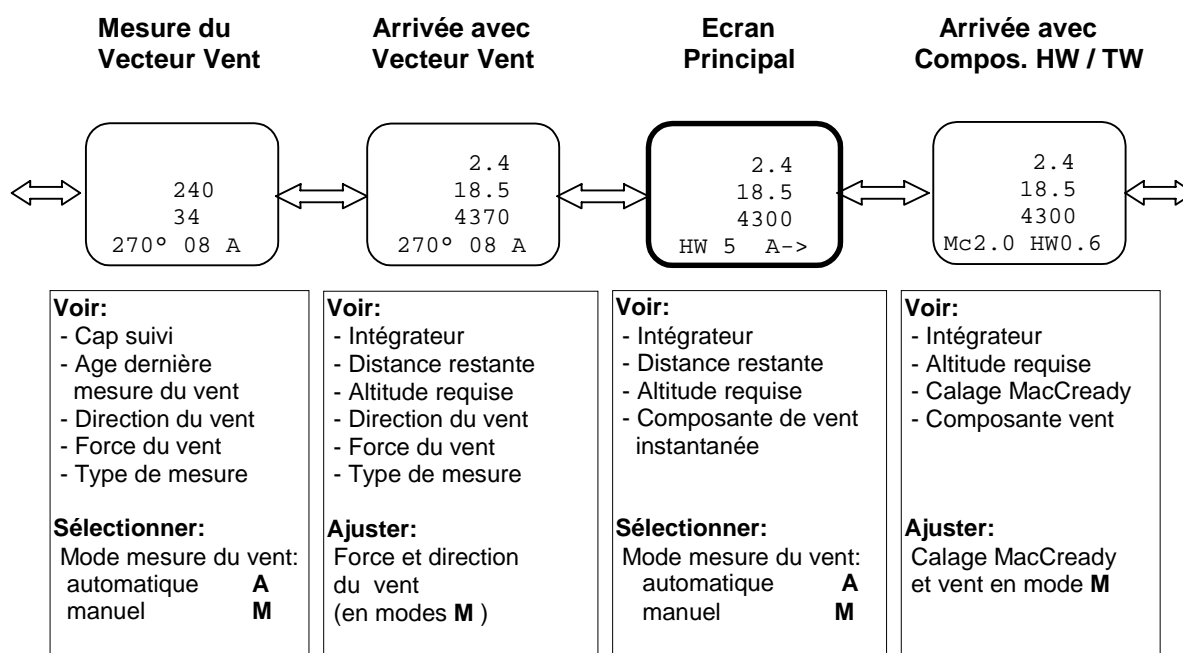 Mesure du
Vecteur Vent
Arrivée avec
Vecteur Vent
Ecran
Principal
Arrivée avec
Compos. HW / TW
240
34
270° 08 A
2.4
18.5
4370
270° 08 A
2.4
18.5
4300
HW 5 A->
2.4
18.5
4300
Mc2.0 HW0.6
Voir:
- Cap suivi
- Age dernière
mesure du vent
- Direction du vent
- Force du vent
- Type de mesure
Sélectionner:
Mode mesure du vent:
automatique A
manuel M
Voir:
- Intégrateur
- Distance restante
- Altitude requise
- Direction du vent
- Force du vent
- Type de mesure
Ajuster:
Force et direction
du vent
(en modes M )
Voir:
- Intégrateur
- Distance restante
- Altitude requise
- Composante de vent
instantanée
Sélectionner:
Mode mesure du vent:
automatique A
manuel M
Voir:
- Intégrateur
- Altitude requise
- Calage MacCready
- Composante vent
Ajuster:
Calage MacCready
et vent en mode M